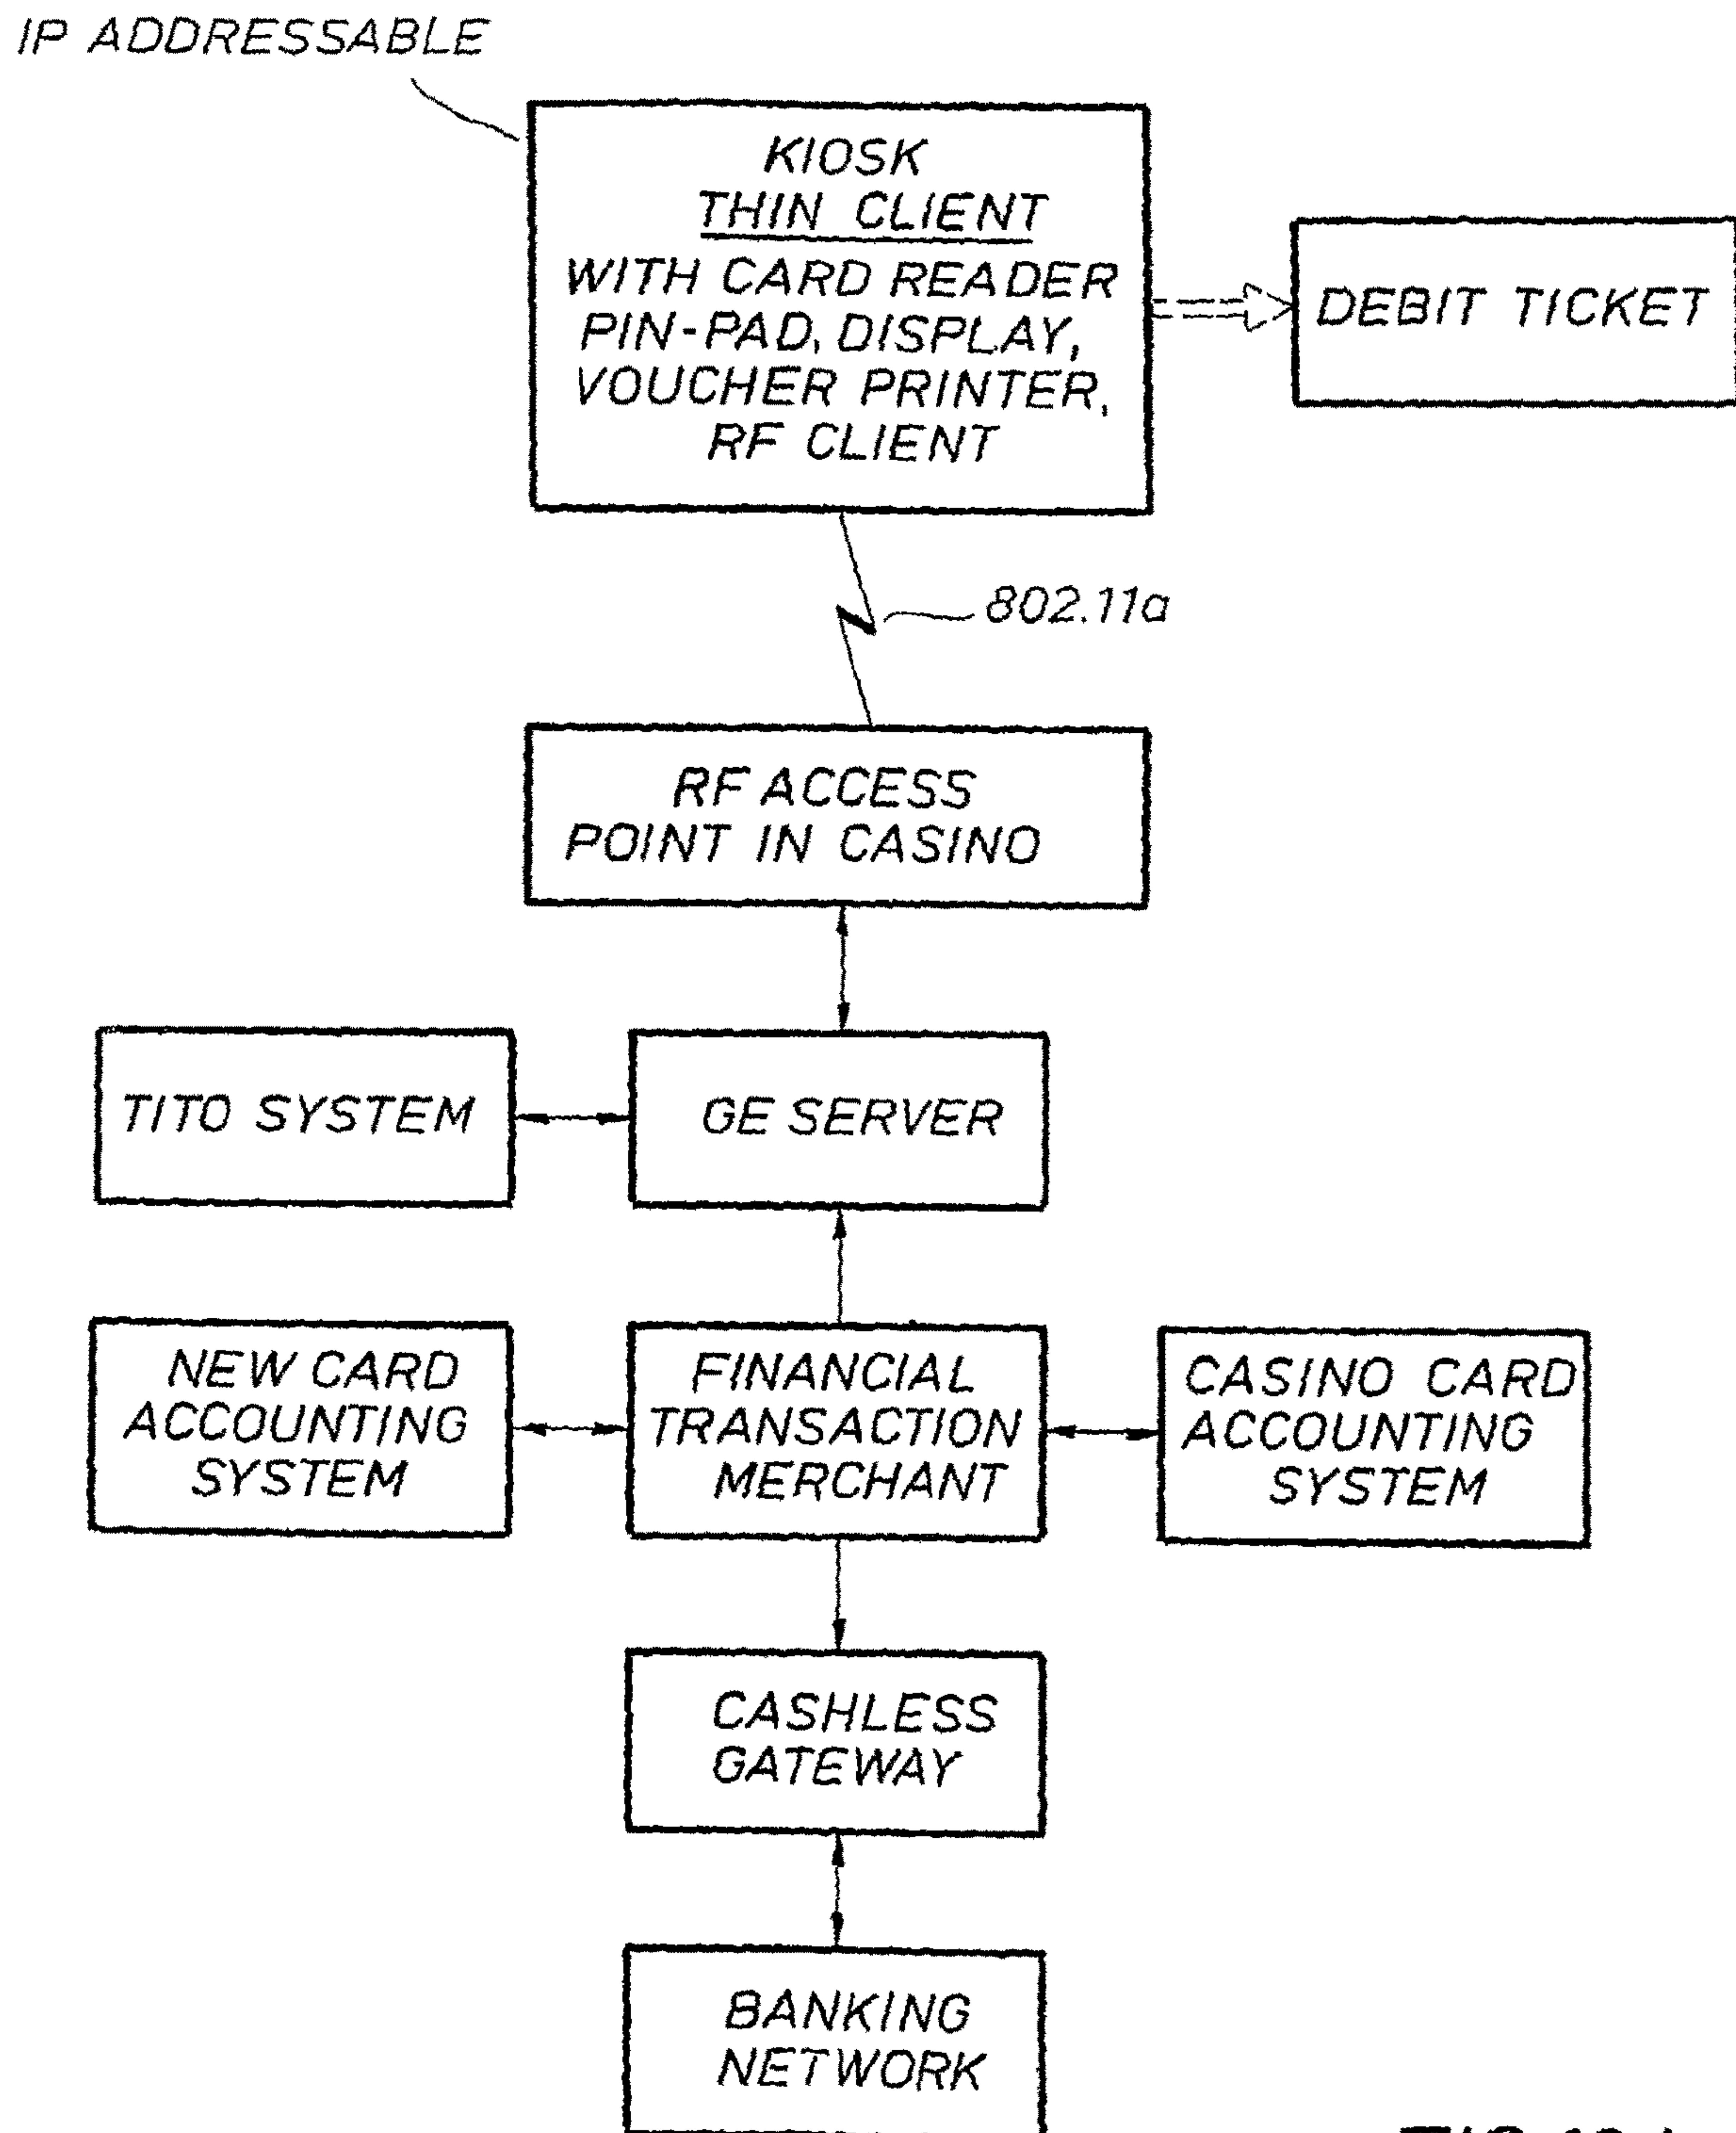 IP ADDRESSABLE
KIOSK
THIN CLIENT
WITH CARD READER
PIN-PAD, DISPLAY,
VOUCHER PRINTER,
RF CLIENT
DEBIT TICKET
802.11a
RF ACCESS
POINT IN CASINO
TITO SYSTEM
GE SERVER
NEW CARD
ACCOUNTING
SYSTEM
FINANCIAL
TRANSACTION
MERCHANT
CASINO CARD
ACCOUNTING
SYSTEM
CASHLESS
GATEWAY
BANKING
NETWORK